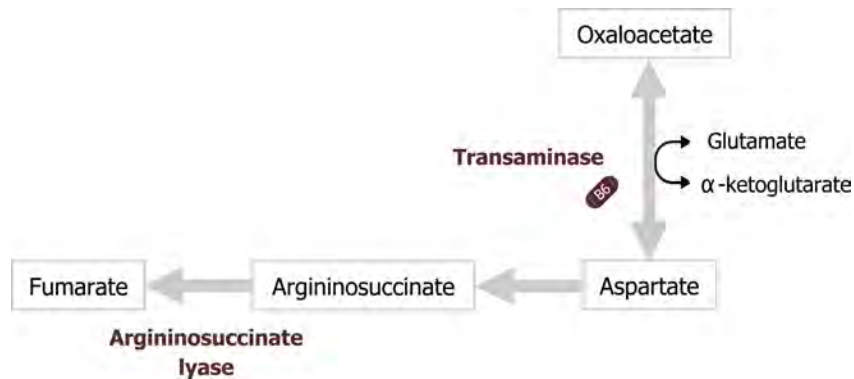 Oxaloacetate
Transaminase
B6
Glutamate
α-ketoglutarate
Fumarate
Argininosuccinate
Aspartate
Argininosuccinate
lyase